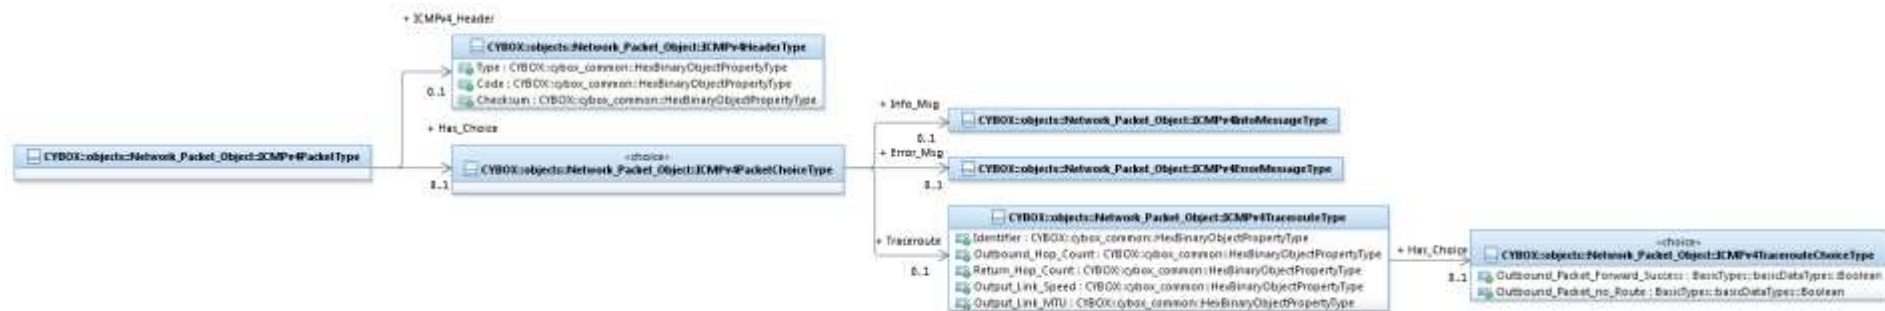 + ICMPv4_Header
CYBOX::objects::Network_Packet_Object::ICMPv4HeaderType
Type : CYBOX::cybox_common::HexBinaryObjectPropertyType
Code : CYBOX::cybox_common::HexBinaryObjectPropertyType
Checksum : CYBOX::cybox_common::HexBinaryObjectPropertyType
0..1
+ Has_Choice
CYBOX::objects::Network_Packet_Object::ICMPv4PacketType
«choice»
CYBOX::objects::Network_Packet_Object::ICMPv4PacketChoiceType
0..1
+ Info_Msg
CYBOX::objects::Network_Packet_Object::ICMPv4InfoMessageType
0..1
+ Error_Msg
CYBOX::objects::Network_Packet_Object::ICMPv4ErrorMessageType
0..1
CYBOX::objects::Network_Packet_Object::ICMPv4TracerouteType
+ Traceroute
Identifier : CYBOX::cybox_common::HexBinaryObjectPropertyType
Outbound_Hop_Count : CYBOX::cybox_common::HexBinaryObjectPropertyType
Return_Hop_Count : CYBOX::cybox_common::HexBinaryObjectPropertyType
Output_Link_Speed : CYBOX::cybox_common::HexBinaryObjectPropertyType
Output_Link_MTU : CYBOX::cybox_common::HexBinaryObjectPropertyType
0..1
+ Has_Choice
0..1
«choice»
CYBOX::objects::Network_Packet_Object::ICMPv4TracerouteChoiceType
Outbound_Packet_Forward_Success : BasicTypes::basicDataTypes::Boolean
Outbound_Packet_no_Route : BasicTypes::basicDataTypes::Boolean